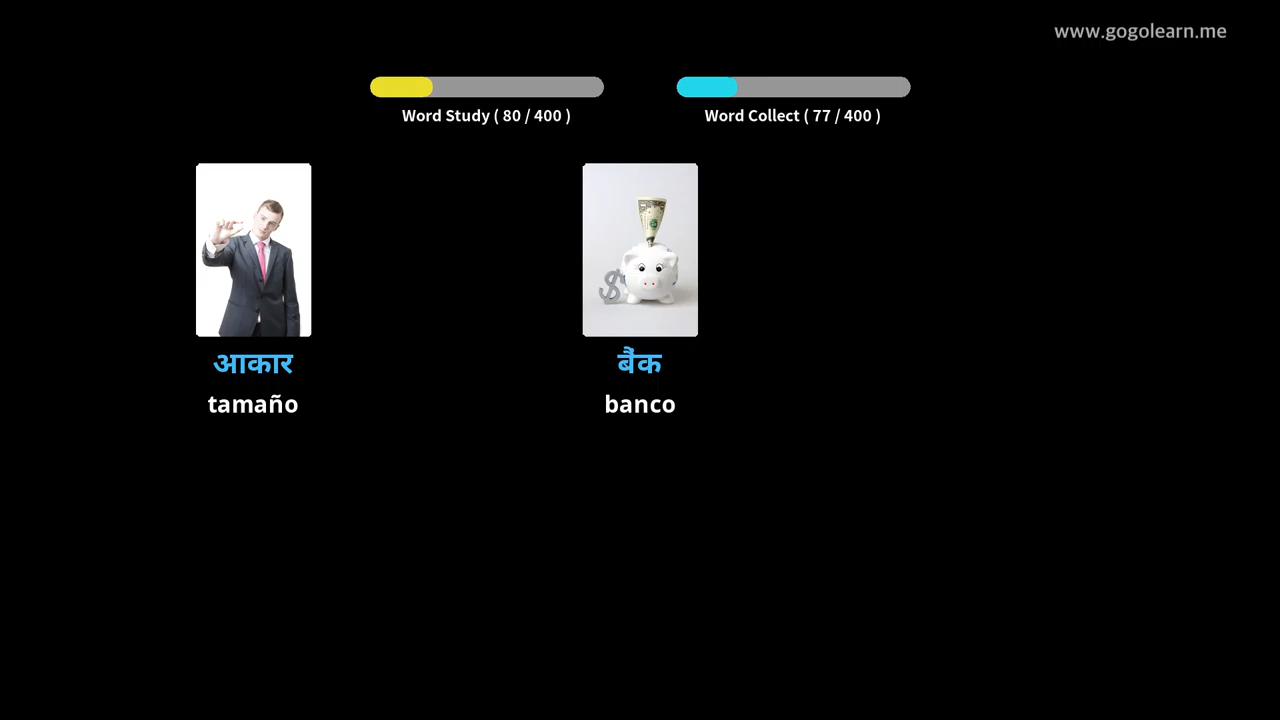 www.gogolearn.me
Word Study ( 80 / 400 )
Word Collect ( 77 / 400 )
आकार
बैंक
tamaño
banco